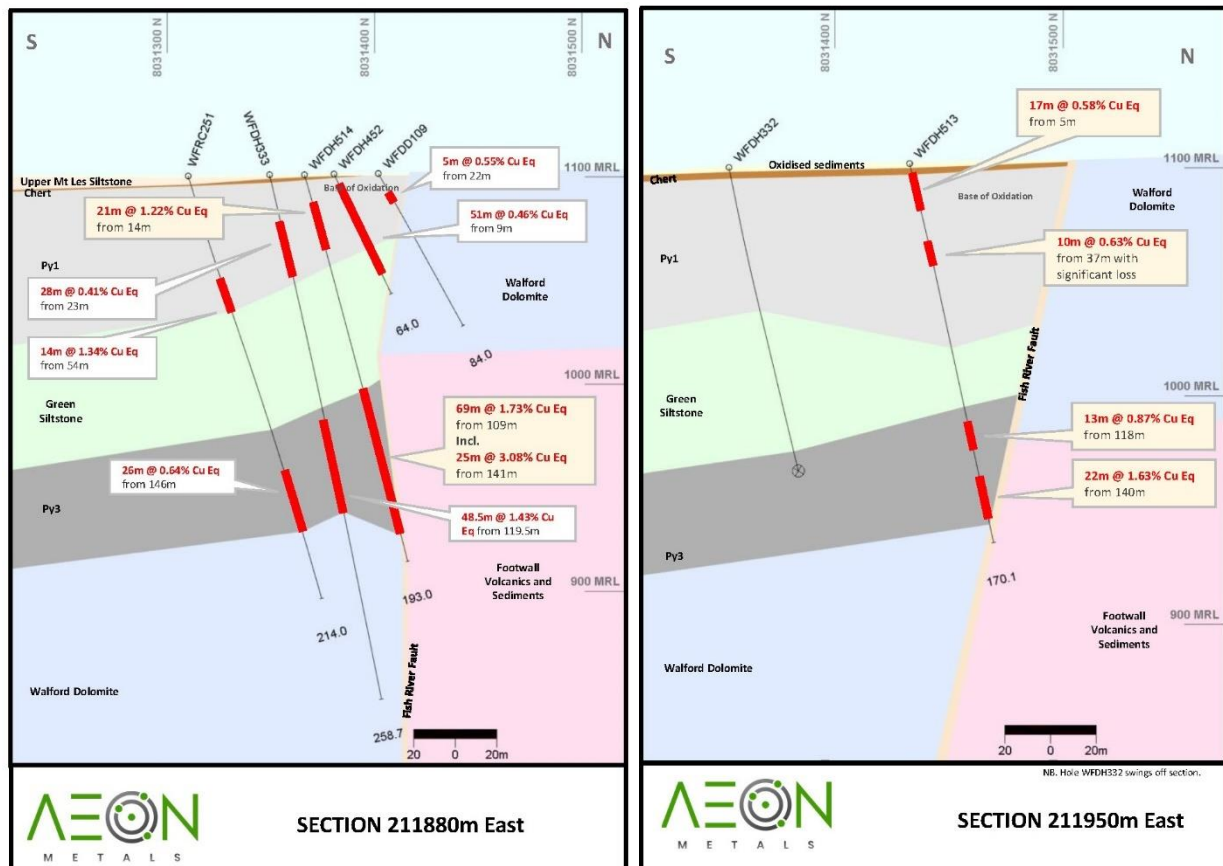 S
8031300 N
8031400 N
8031500 N
N
WFRC251
WFDH333
WFDH514
WFDH452
WFDD109
5m @ 0.55% Cu Eq
from 22m
1100 MRL
Upper Mt Les Siltstone
Chert
Base of Oxidation
21m @ 1.22% Cu Eq
from 14m
51m @ 0.46% Cu Eq
from 9m
Py1
Walford
Dolomite
28m @ 0.41% Cu Eq
from 23m
64.0
84.0
14m @ 1.34% Cu Eq
from 54m
1000 MRL
Green
Siltstone
69m @ 1.73% Cu Eq
from 109m
Incl.
25m @ 3.08% Cu Eq
from 141m
26m @ 0.64% Cu Eq
from 146m
Py3
48.5m @ 1.43% Cu
Eq from 119.5m
900 MRL
Footwall
Volcanics and
Sediments
193.0
214.0
Walford Dolomite
Fish River Fault
258.7
20 0 20m
AEON
METALS
SECTION 211880m East
S
8031400 N
8031500 N
N
WFDH332
WFDH513
17m @ 0.58% Cu Eq
from 5m
Oxidised sediments
1100 MRL
Chert
Base of Oxidation
Walford
Dolomite
Py1
10m @ 0.63% Cu Eq
from 37m with
significant loss
Fish River Fault
1000 MRL
Green
Siltstone
13m @ 0.87% Cu Eq
from 118m
22m @ 1.63% Cu Eq
from 140m
Py3
170.1
900 MRL
Footwall
Volcanics and
Sediments
Walford Dolomite
20 0 20m
NB. Hole WFDH332 swings off section.
AEON
METALS
SECTION 211950m East